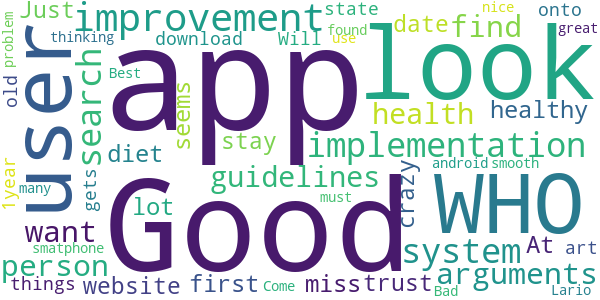 problem
Just
improvement
state
nice
onto
thinking
download
Will
found
use
date
find
great
old
user
search
Best
app
look
seems
health
healthy
stay
implementation
android
smooth
diet
1year
many
gets
lot
guidelines
must
crazy
WHO
want
Good
smatphone
person
system
At
art
arguments
things
website
first
Come
miss
trust
Bad
Lario